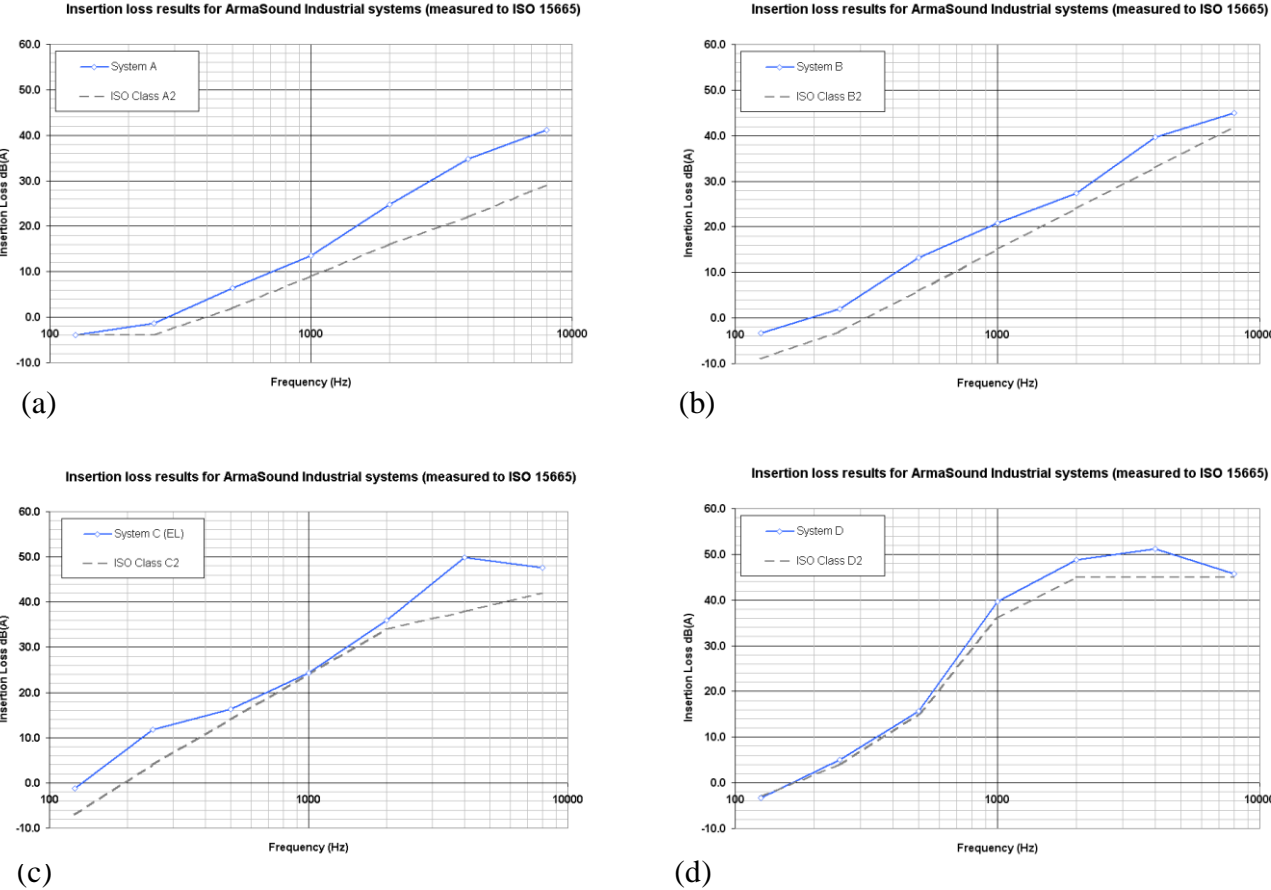 Insertion loss results for ArmaSound Industrial systems (measured to ISO 15665)
60.0
50.0
40.0
30.0
20.0
10.0
0.0
-10.0
100
1000
10000
Insertion Loss dB(A)
Frequency (Hz)
System A
ISO Class A2
(a)
Insertion loss results for ArmaSound Industrial systems (measured to ISO 15665)
60.0
50.0
40.0
30.0
20.0
10.0
0.0
-10.0
100
1000
10000
Insertion Loss dB(A)
Frequency (Hz)
System B
ISO Class B2
(b)
Insertion loss results for ArmaSound Industrial systems (measured to ISO 15665)
60.0
50.0
40.0
30.0
20.0
10.0
0.0
-10.0
100
1000
10000
Insertion Loss dB(A)
Frequency (Hz)
System C (EL)
ISO Class C2
(c)
Insertion loss results for ArmaSound Industrial systems (measured to ISO 15665)
60.0
50.0
40.0
30.0
20.0
10.0
0.0
-10.0
100
1000
10000
Insertion Loss dB(A)
Frequency (Hz)
System D
ISO Class D2
(d)